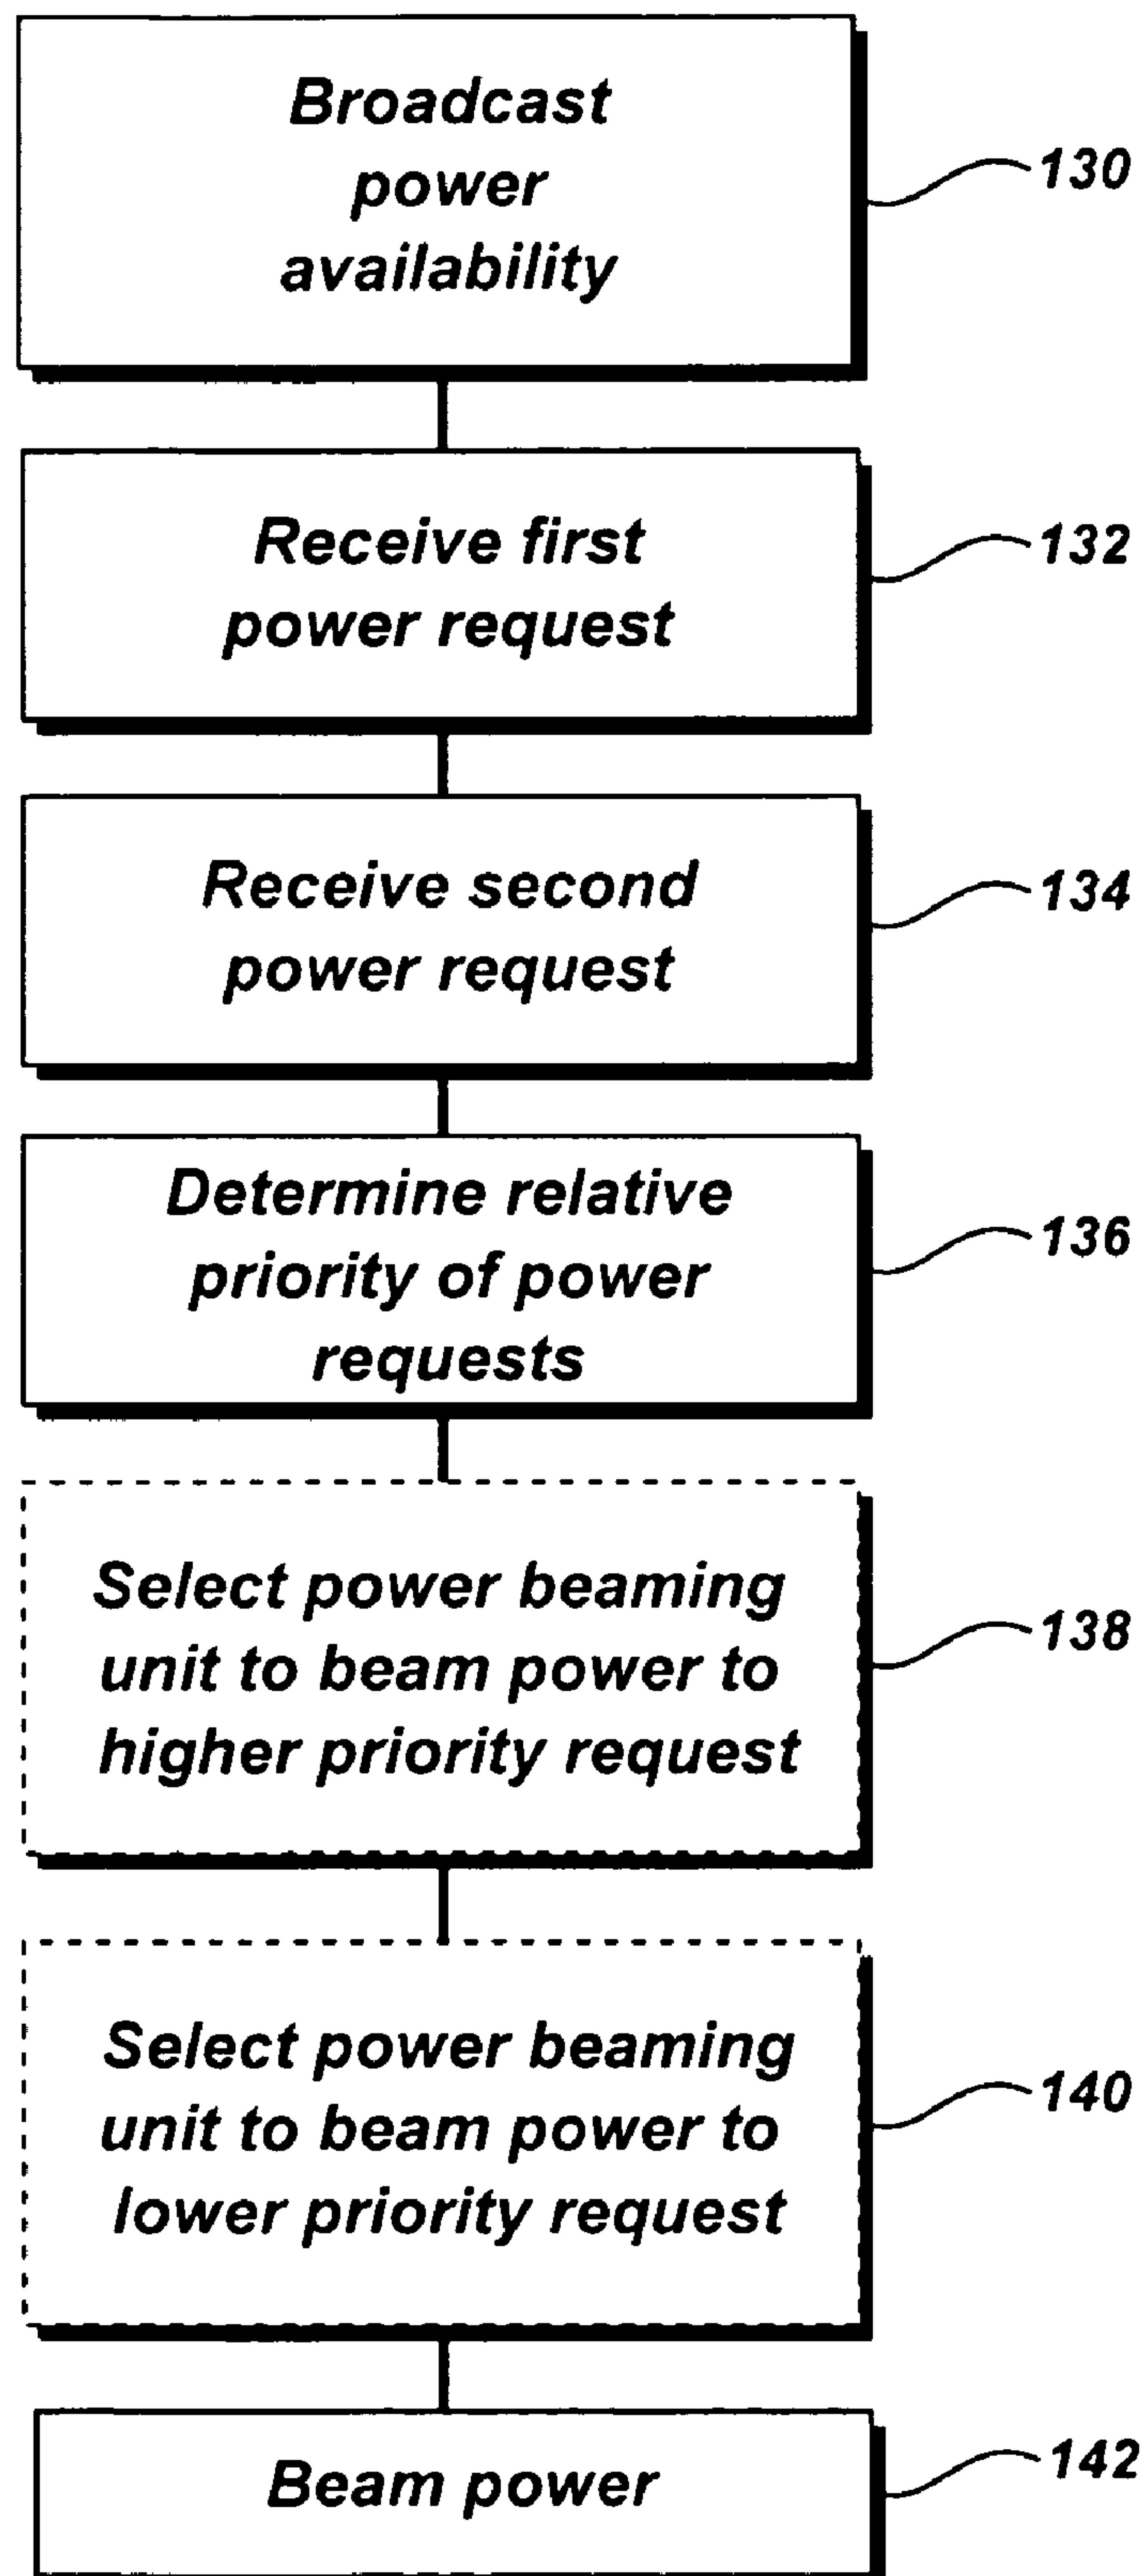 Broadcast
power
availability
130
Receive first
power request
132
Receive second
power request
134
Determine relative
priority of power
requests
136
Select power beaming
unit to beam power to
higher priority request
138
Select power beaming
unit to beam power to
lower priority request
140
Beam power
142